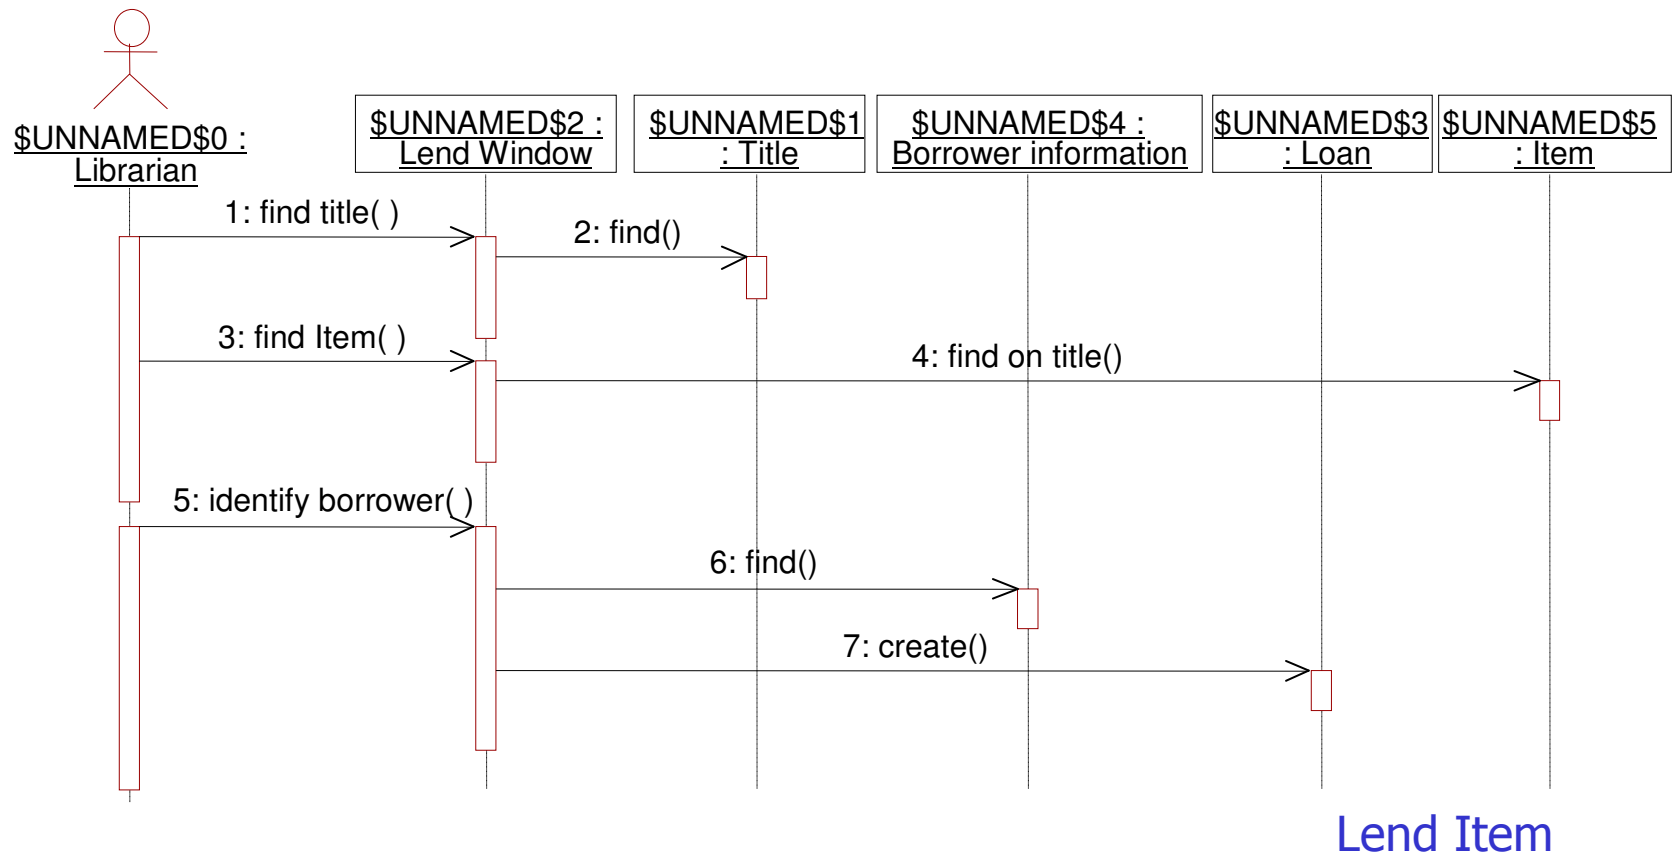 $UNNAMED$0 :
Librarian
$UNNAMED$2 :
Lend Window
$UNNAMED$1
: Title
$UNNAMED$4 :
Borrower information
$UNNAMED$3
: Loan
$UNNAMED$5
: Item
1: find title( )
2: find()
3: find Item( )
4: find on title()
5: identify borrower( )
6: find()
7: create()
Lend Item